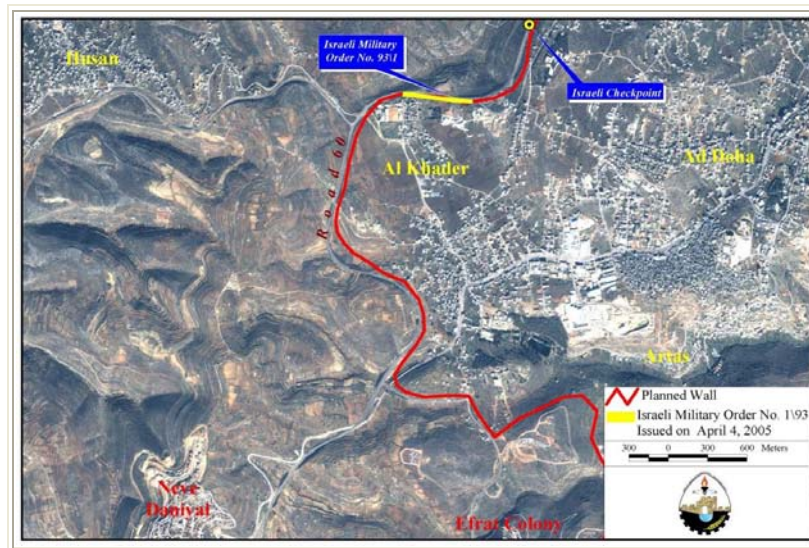 Husan
Israeli Military
Order No. 93\1
Israeli Checkpoint
Road 60
Al Khader
Ad Doha
Artas
Neve
Daniyal
Efrat Colony
Planned Wall
Israeli Military Order No. 1\93
Issued on April 4, 2005
300 0 300 600 Meters